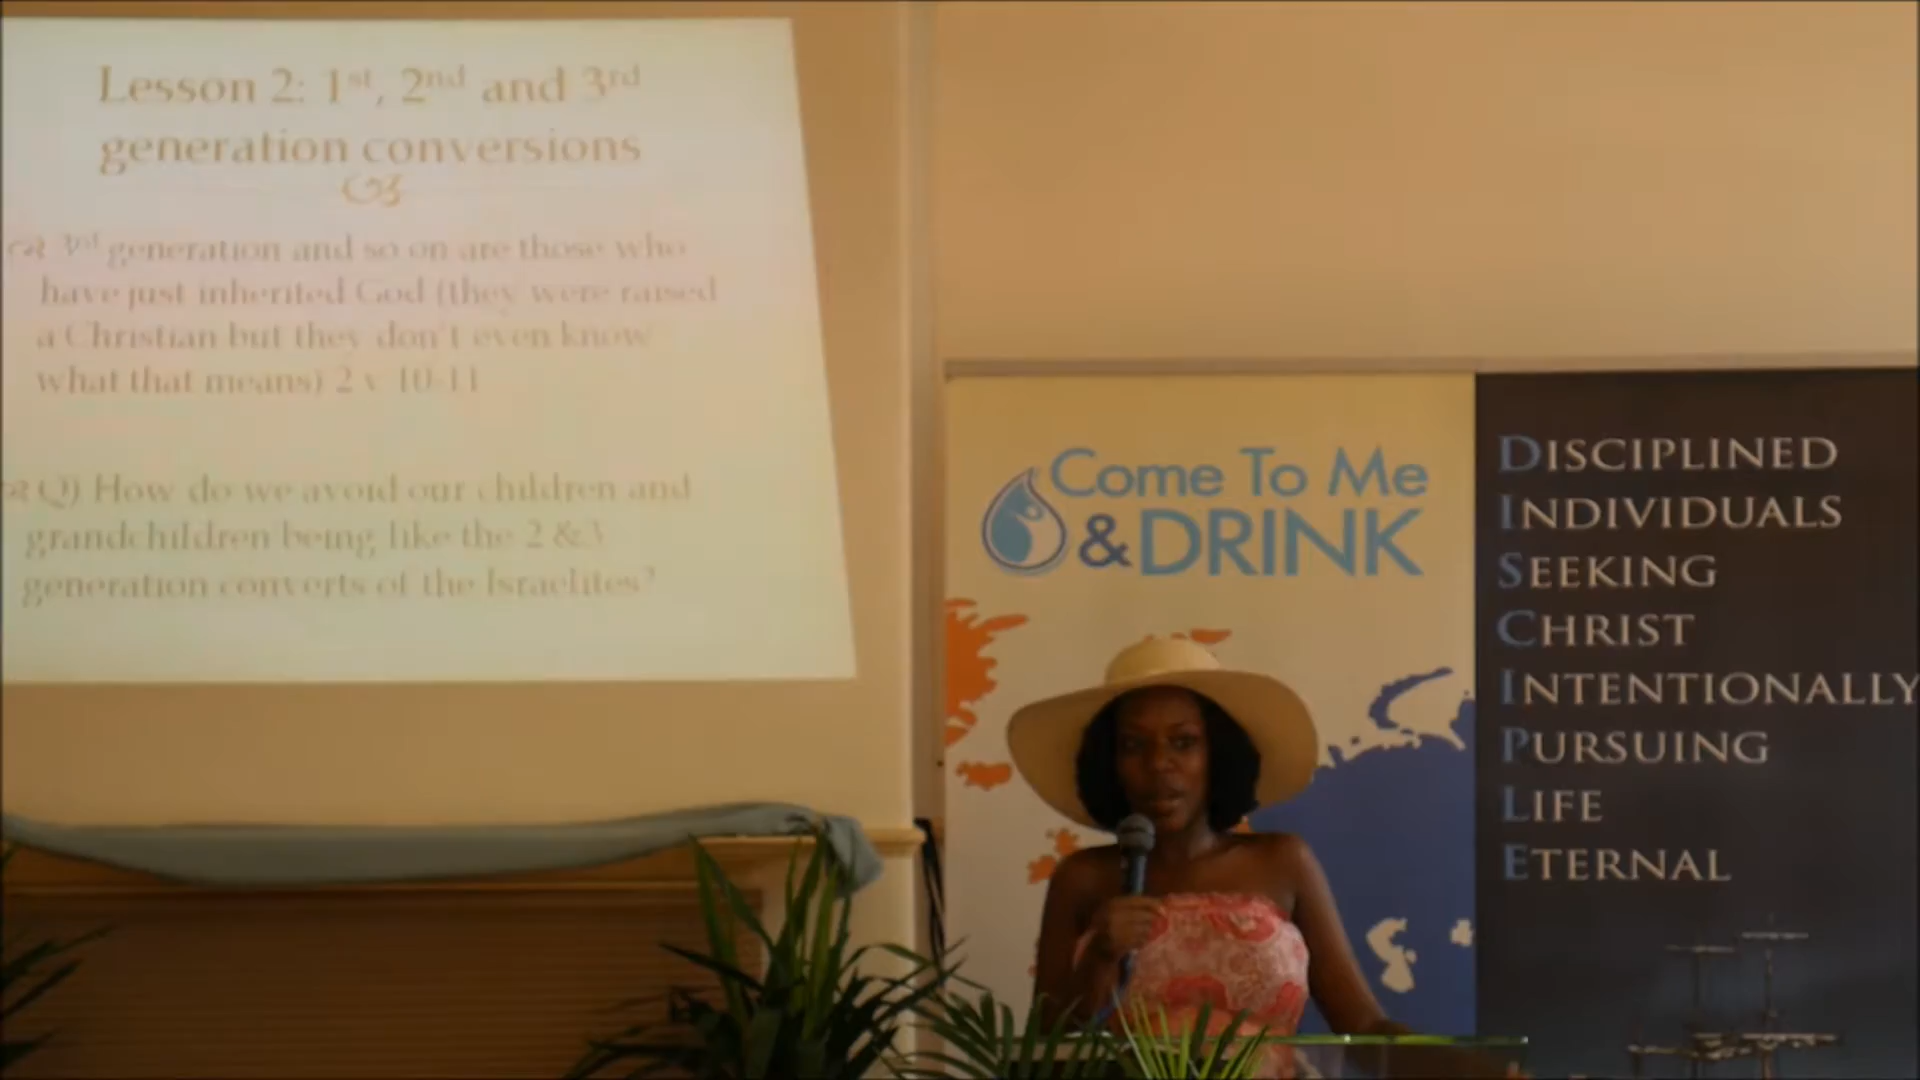 Lesson 2: 1st, 2nd and 3rd
generation conversions
3rd generation and so on are those who
have just inherited God (they were raised
a Christian but they don't even know
what that means) 2 v 10-11
Q) How do we avoid our children and
grandchildren being like the 2 &3
generation converts of the Israelites?
Come To Me
& DRINK
DISCIPLINED
INDIVIDUALS
SEEKING
CHRIST
INTENTIONALLY
PURSUING
LIFE
ETERNAL